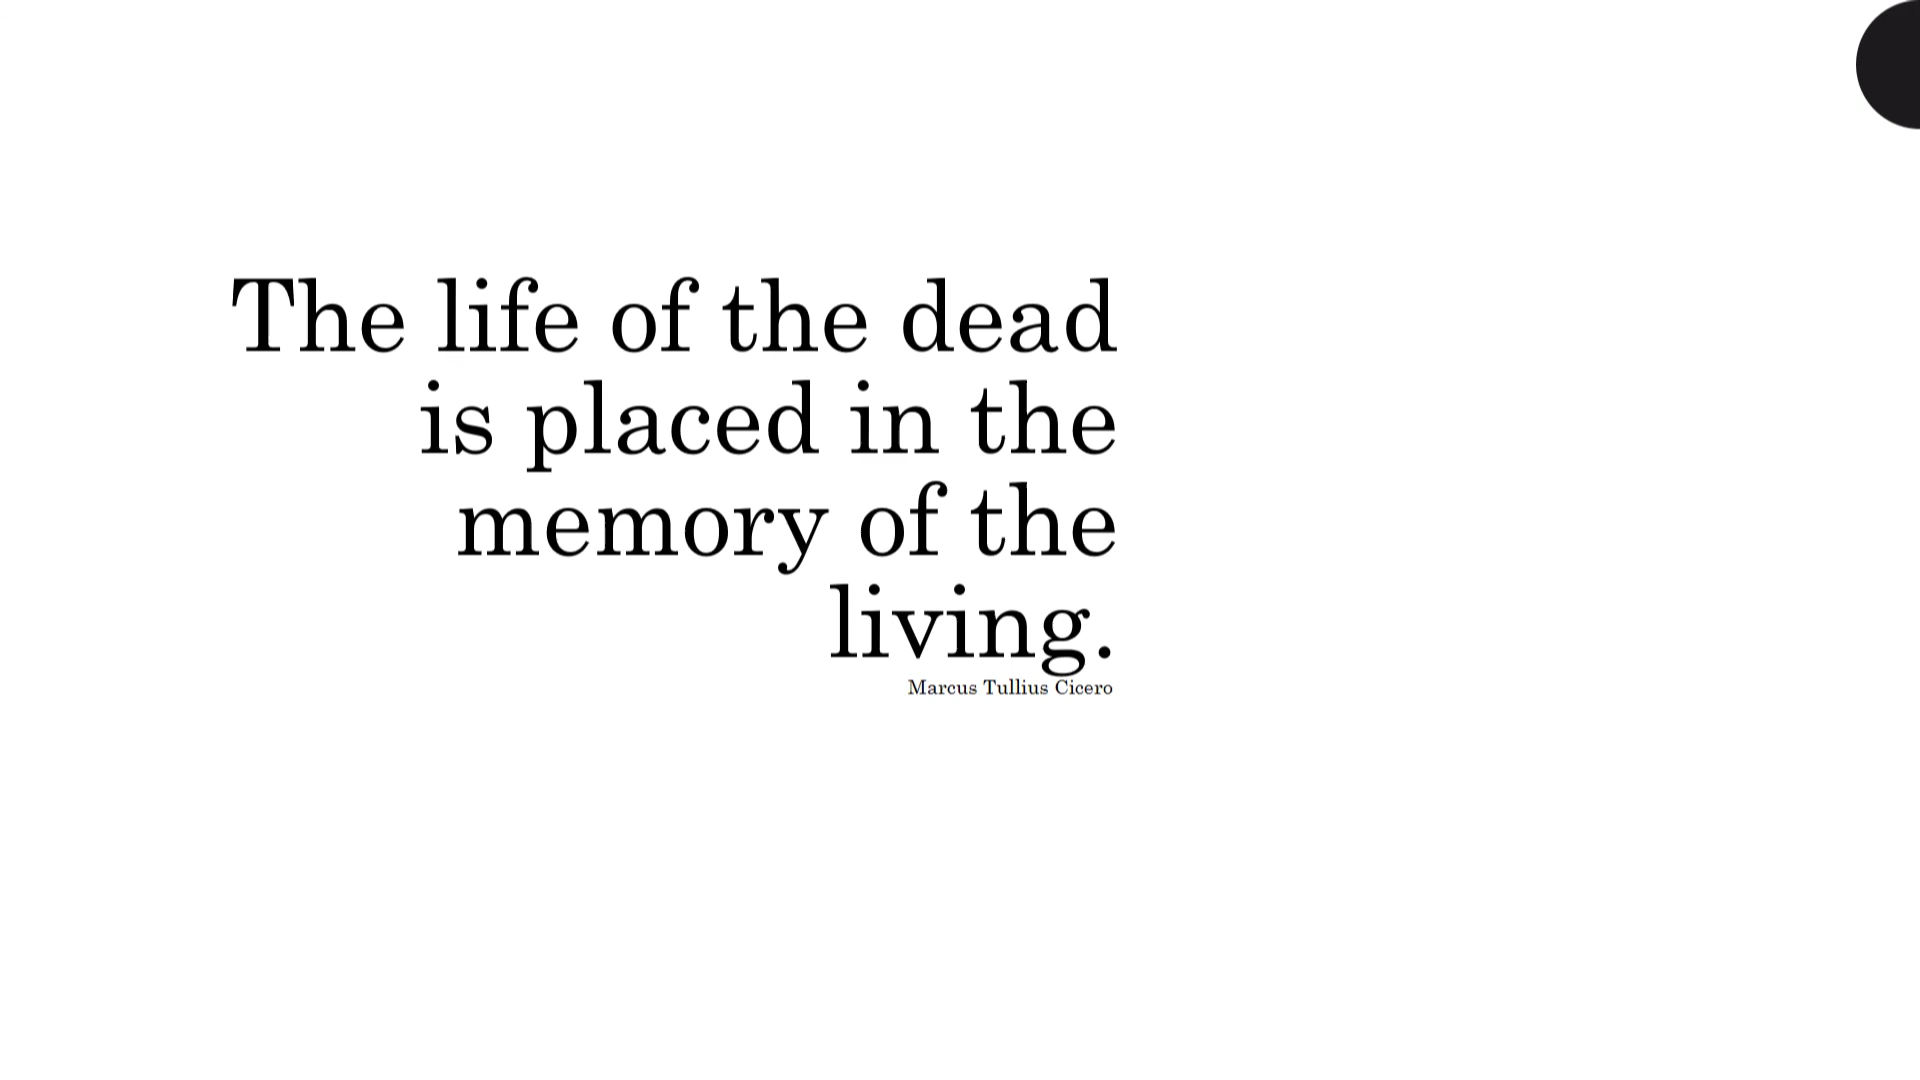 The life of the dead
is placed in the
memory of the
living.
Marcus Tullius Cicero